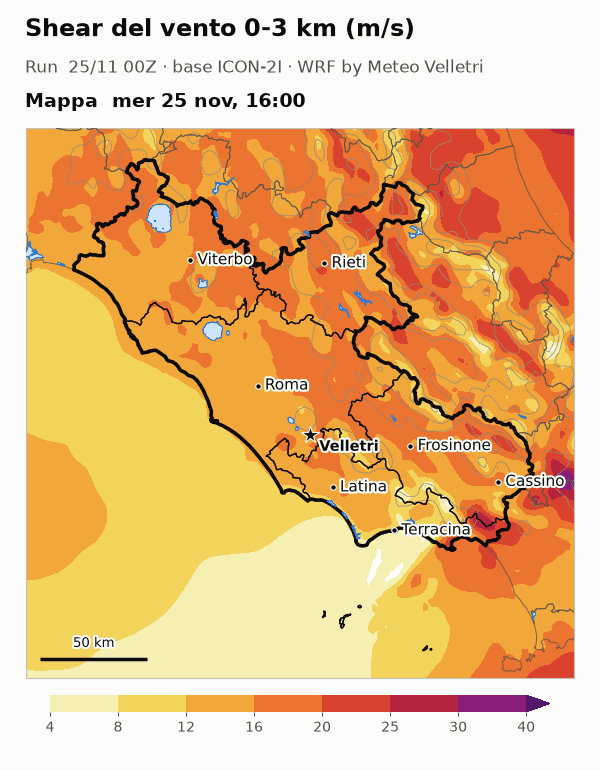 Shear del vento 0-3 km (m/s)
Run  25/11 00Z · base ICON-2I · WRF by Meteo Velletri
Mappa  mer 25 nov, 16:00
Viterbo
Rieti
Roma
Velletri
Frosinone
Latina
Cassino
Terracina
50 km
4 8 12 16 20 25 30 40